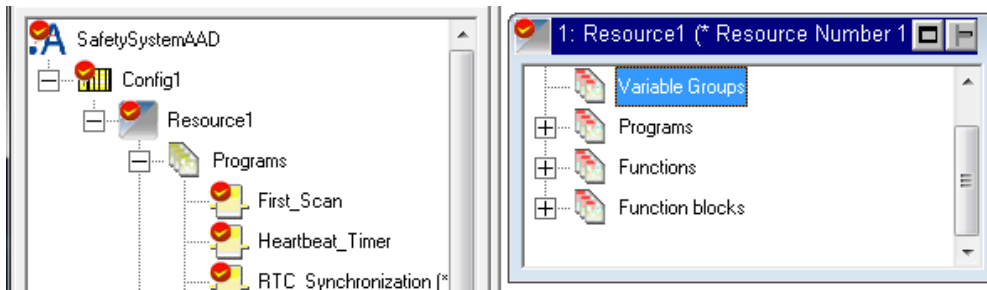 SafetySystemAAD
Config1
Resource1
Programs
First_Scan
Heartbeat_Timer
RTC_Synchronization (*
1: Resource1 (* Resource Number 1
Variable Groups
Programs
Functions
Function blocks